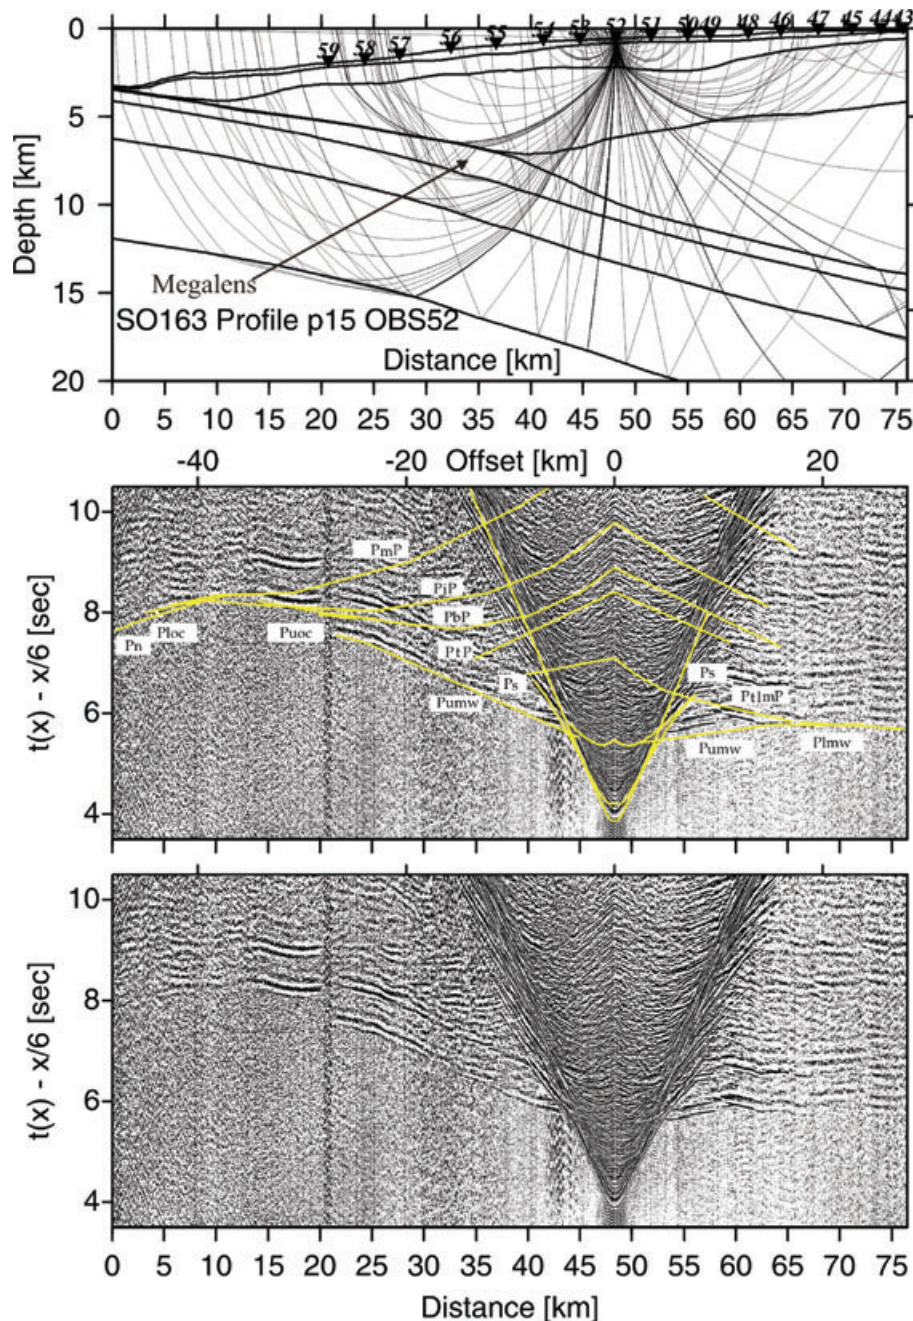 59 58 57 56 55 54 53 52 51 50 49 48 46 47 45 44 43
0
5
10
15
20
Depth [km]
Megalens
SO163 Profile p15 OBS52
Distance [km]
0 5 10 15 20 25 30 35 40 45 50 55 60 65 70 75
-40 -20 Offset [km] 0 20
10
8
6
4
t(x) - x/6 [sec]
PmP
PiP
PbP
Pn Ploc Puoc PtP
Ps Ps
Pumw PtlmP
Pumw Plmw
10
8
6
4
t(x) - x/6 [sec]
0 5 10 15 20 25 30 35 40 45 50 55 60 65 70 75
Distance [km]